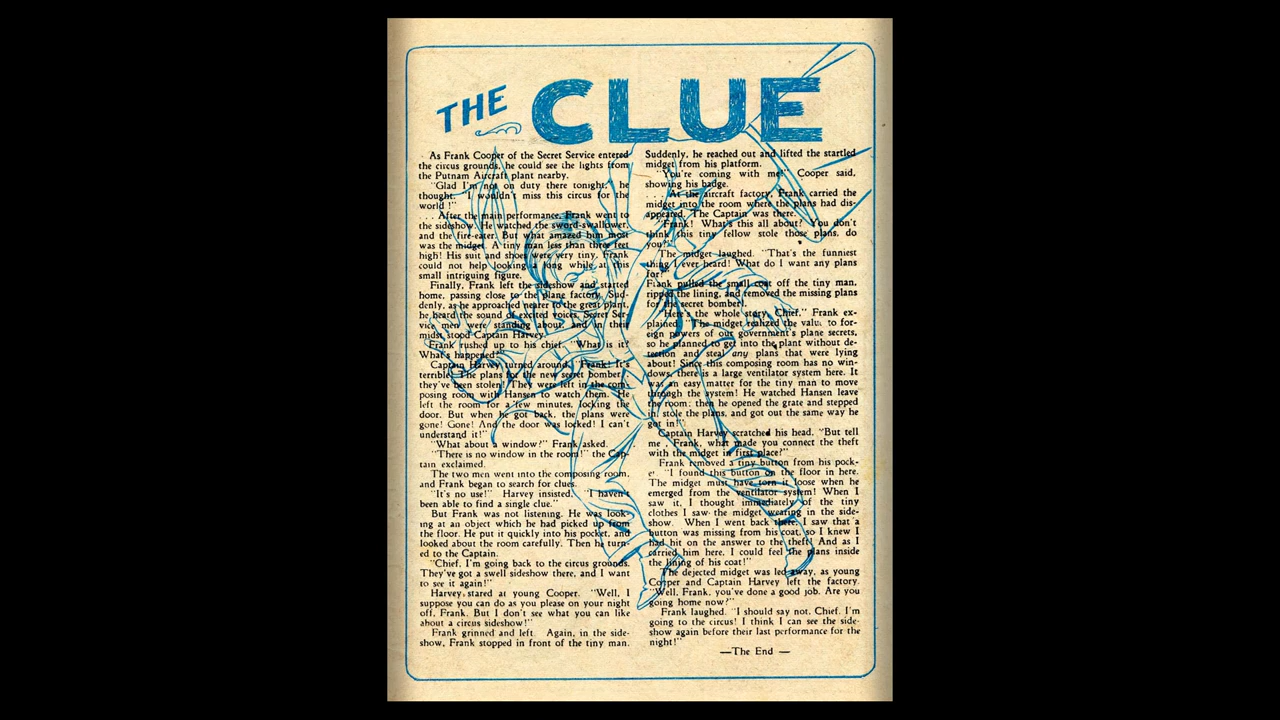 THE CLUE
As Frank Cooper of the Secret Service entered
the circus grounds, he could see the lights from
the Putnam Aircraft plant nearby.
"Glad I'm not on duty there tonight," he
thought. "I wouldn't miss this circus for the
world!"
. . . After the main performance, Frank went to
the sideshow. He watched the sword-swallower,
and the fire-eater. But what amazed him most
was the midget. A tiny man less than three feet
high! His suit and shoes were very tiny. Frank
could not help looking a long while at this
small intriguing figure.
Finally, Frank left the sideshow and started
home, passing close to the plane factory. Sud-
denly, as he approached nearer to the great plant,
he heard the sound of excited voices. Secret Ser-
vice men were standing about, and in their
midst stood Captain Harvey.
Frank rushed up to his chief. "What is it?
What's happened?"
Captain Harvey turned around. "Frank! It's
terrible! The plans for the new secret bomber,
they've been stolen! They were left in the com-
posing room with Hansen to watch them. He
left the room for a few minutes, locking the
door. But when he got back, the plans were
gone! Gone! And the door was locked! I can't
understand it!"
"What about a window?" Frank asked.
"There is no window in the room!" the Cap-
tain exclaimed.
The two men went into the composing room,
and Frank began to search for clues.
"It's no use!" Harvey insisted. "I haven't
been able to find a single clue."
But Frank was not listening. He was look-
ing at an object which he had picked up from
the floor. He put it quickly into his pocket, and
looked about the room carefully. Then he turn-
ed to the Captain.
"Chief, I'm going back to the circus grounds.
They've got a swell sideshow there, and I want
to see it again!"
Harvey stared at young Cooper. "Well, I
suppose you can do as you please on your night
off, Frank. But I don't see what you can like
about a circus sideshow!"
Frank grinned and left. Again, in the side-
show, Frank stopped in front of the tiny man.
Suddenly, he reached out and lifted the startled
midget from his platform.
"You're coming with me!" Cooper said,
showing his badge.
. . . At the aircraft factory, Frank carried the
midget into the room where the plans had dis-
appeared. The Captain was there.
"Frank! What's this all about? You don't
think this tiny fellow stole those plans, do
you?"
The midget laughed. "That's the funniest
thing I ever heard! What do I want any plans
for?"
Frank pulled the small coat off the tiny man,
ripped the lining, and removed the missing plans
for the secret bomber!
"Here's the whole story, Chief," Frank ex-
plained. "The midget realized the value to for-
eign powers of our government's plane secrets,
so he planned to get into the plant without de-
tection and steal any plans that were lying
about! Since this composing room has no win-
dows, there is a large ventilator system here. It
was an easy matter for the tiny man to move
through the system! He watched Hansen leave
the room; then he opened the grate and stepped
in, stole the plans, and got out the same way he
got in!"
Captain Harvey scratched his head. "But tell
me, Frank, what made you connect the theft
with the midget in first place?"
Frank removed a tiny button from his pock-
et. "I found this button on the floor in here.
The midget must have torn it loose when he
emerged from the ventilator system! When I
saw it, I thought immediately of the tiny
clothes I saw the midget wearing in the side-
show. When I went back there, I saw that a
button was missing from his coat, so I knew I
had hit on the answer to the theft! And as I
carried him here, I could feel the plans inside
the lining of his coat!"
The dejected midget was led away, as young
Cooper and Captain Harvey left the factory.
"Well, Frank, you've done a good job. Are you
going home now?"
Frank laughed. "I should say not, Chief. I'm
going to the circus! I think I can see the side-
show again before their last performance for the
night!"
—The End —